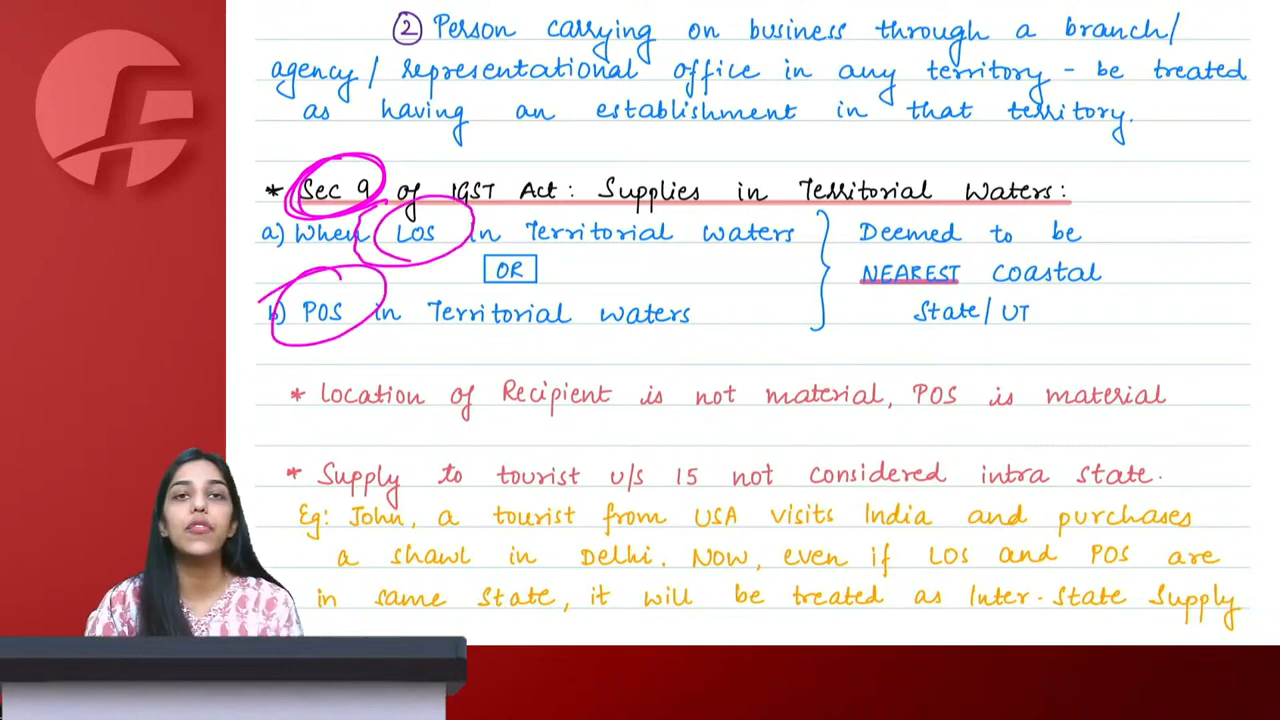 ② Person carrying on business through a branch/
agency/ representational office in any territory - be treated
as having an establishment in that territory.
* Sec 9 of IGST Act: Supplies in Territorial Waters:
a) When LOS in Territorial waters
OR
b) POS in Territorial waters
Deemed to be
NEAREST coastal
State/ UT
* Location of Recipient is not material, POS is material
* Supply to tourist u/s 15 not considered intra state.
Eg: John, a tourist from USA visits India and purchases
a shawl in Delhi. Now, even if LOS and POS are
in same State, it will be treated as Inter-State Supply